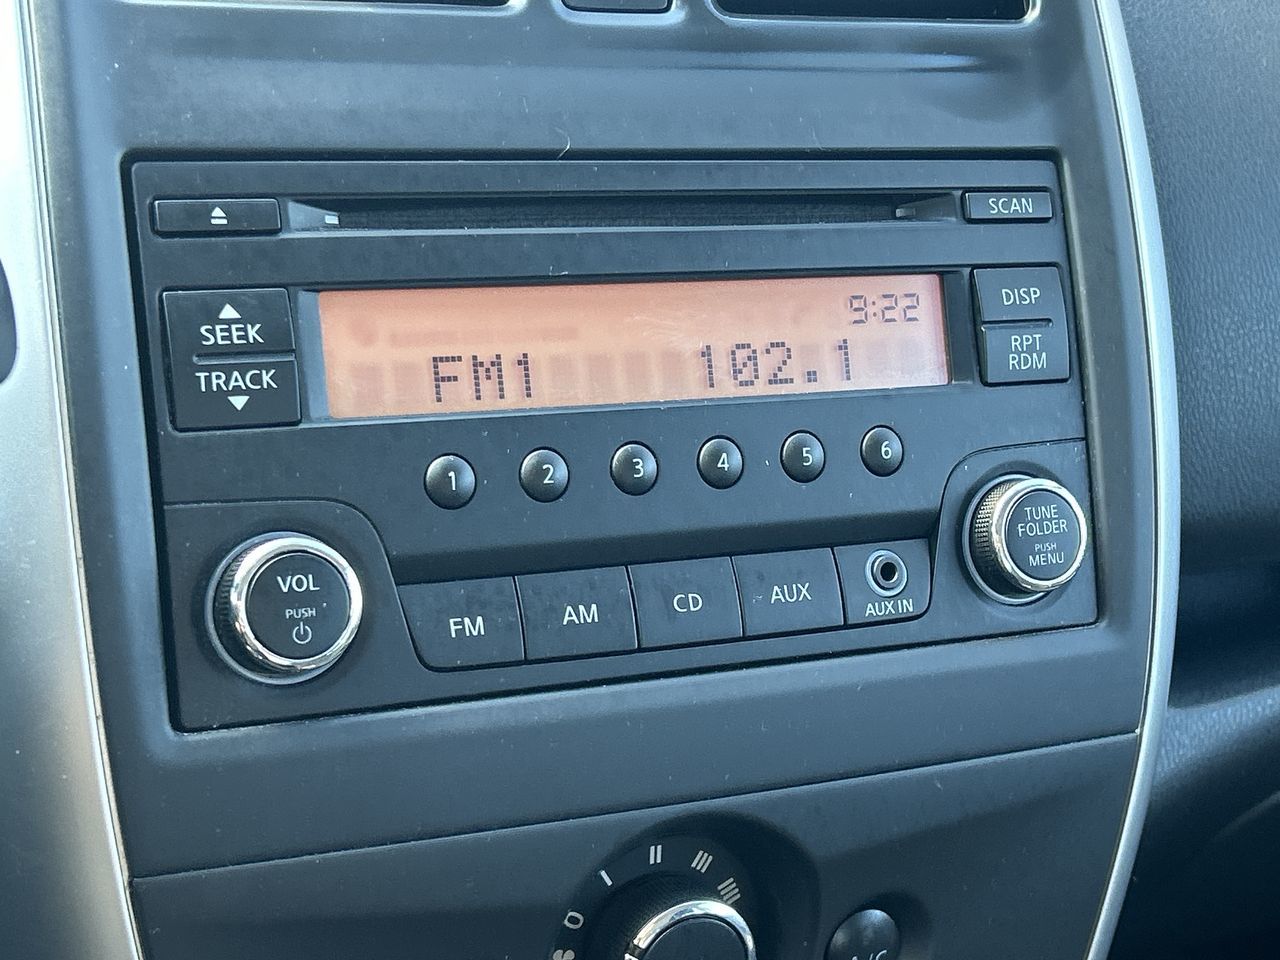 SCAN
9:22
SEEK
TRACK
FM1 102.1
DISP
RPT
RDM
1 2 3 4 5 6
VOL
PUSH
FM AM CD AUX
AUX IN
TUNE
FOLDER
PUSH
MENU
0
A/C